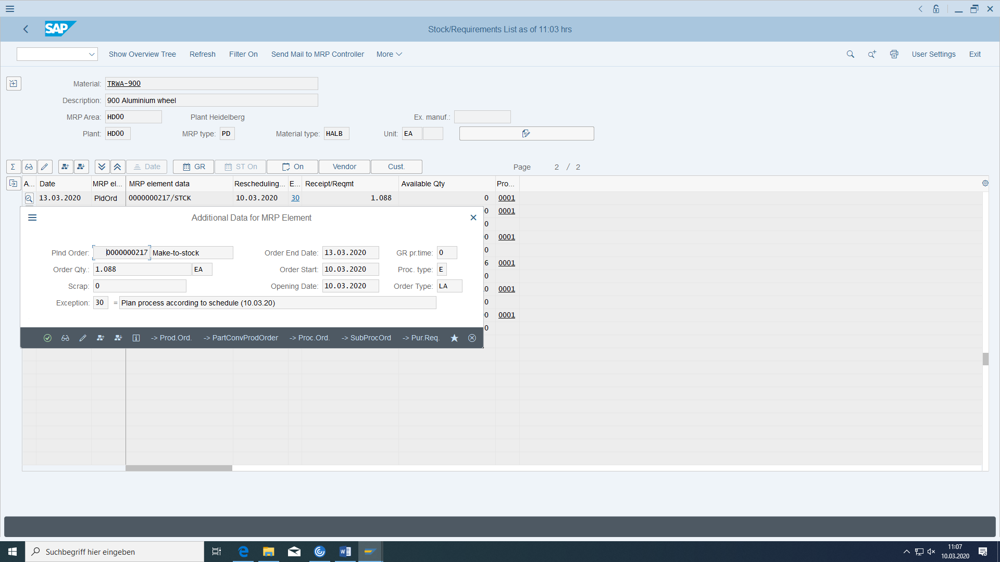 SAP
Stock/Requirements List as of 11:03 hrs
Show Overview Tree Refresh Filter On Send Mail to MRP Controller More User Settings Exit
Material: TRWA-900
Description: 900 Aluminium wheel
MRP Area: HD00 Plant Heidelberg Ex. manuf.:
Plant: HD00 MRP type: PD Material type: HALB Unit: EA
Σ Date GR ST On On Vendor Cust. Page 2 / 2
A... Date MRP el... MRP element data Rescheduling... E... Receipt/Reqmt Available Qty Pro...
13.03.2020 PldOrd 0000000217/STCK 10.03.2020 30 1.088 0 0001
0 0001
0
0 0001
0
6 0001
0
0 0001
0
0 0001
0
Additional Data for MRP Element
Plnd Order: 0000000217 Make-to-stock Order End Date: 13.03.2020 GR pr.time: 0
Order Qty.: 1.088 EA Order Start: 10.03.2020 Proc. type: E
Scrap: 0 Opening Date: 10.03.2020 Order Type: LA
Exception: 30 = Plan process according to schedule (10.03.20)
-> Prod.Ord. -> PartConvProdOrder -> Proc.Ord. -> SubProcOrd -> Pur.Req.
Suchbegriff hier eingeben
11:07
10.03.2020